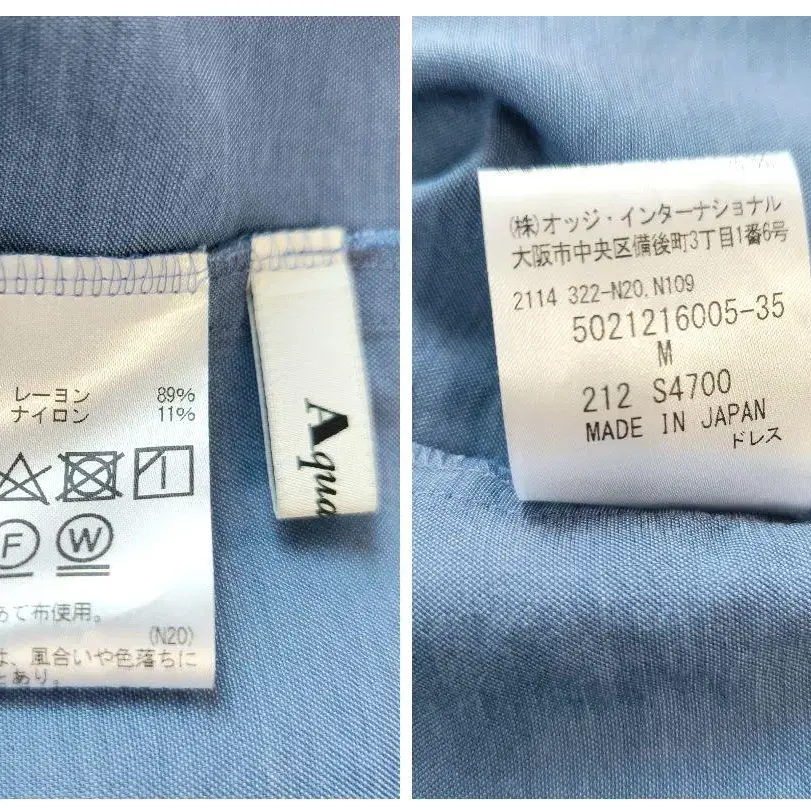 レーヨン 89%
ナイロン 11%
F W
あて布使用。
(N20)
は、風合いや色落ちに
とあり。
Aqua
(株)オッジ・インターナショナル
大阪市中央区備後町3丁目1番6号
2114 322-N20,N109
5021216005-35
M
212 S4700
MADE IN JAPAN
ドレス